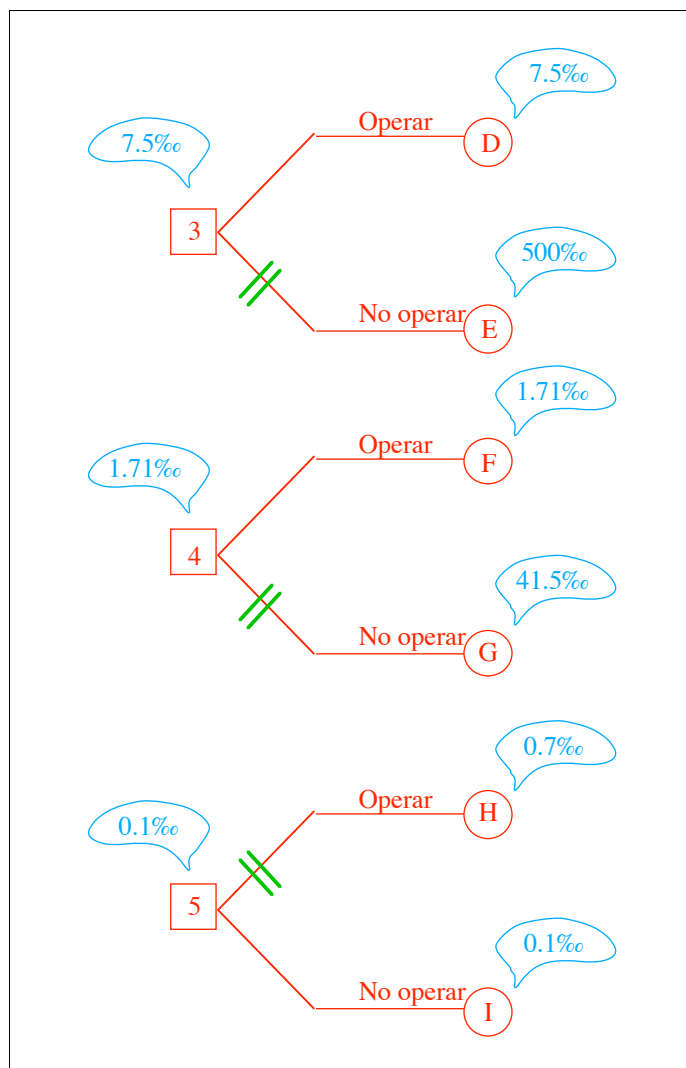 7.5‰
Operar
D
7.5‰
3
500‰
No operar
E
1.71‰
Operar
F
1.71‰
4
41.5‰
No operar
G
0.7‰
Operar
H
0.1‰
5
0.1‰
No operar
I